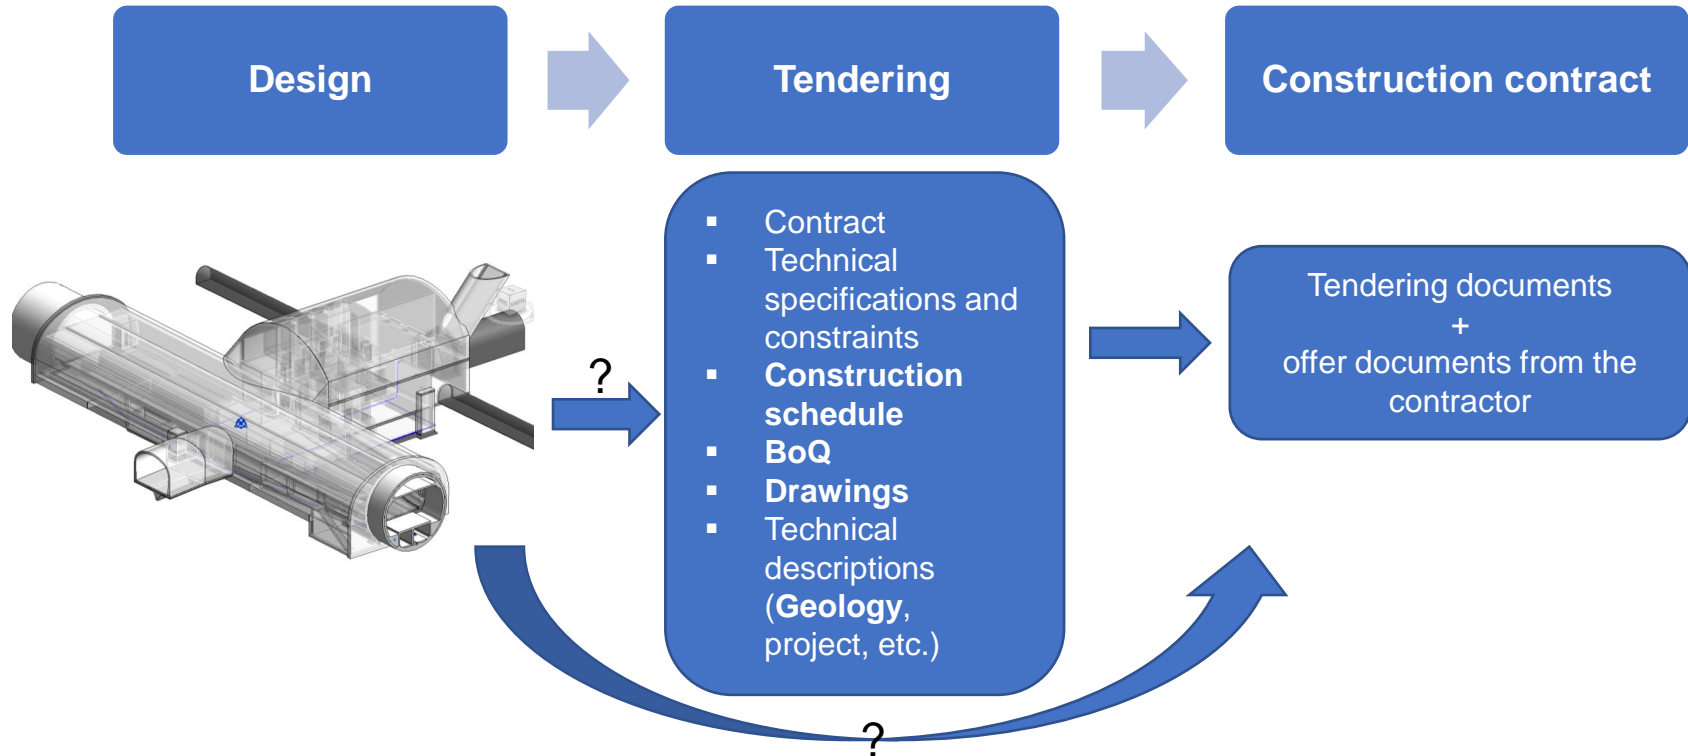 Design
Tendering
Construction contract
▪ Contract
▪ Technical
specifications and
constraints
▪ Construction
schedule
▪ BoQ
▪ Drawings
▪ Technical
descriptions
(Geology,
project, etc.)
Tendering documents
+
offer documents from the
contractor
?
?